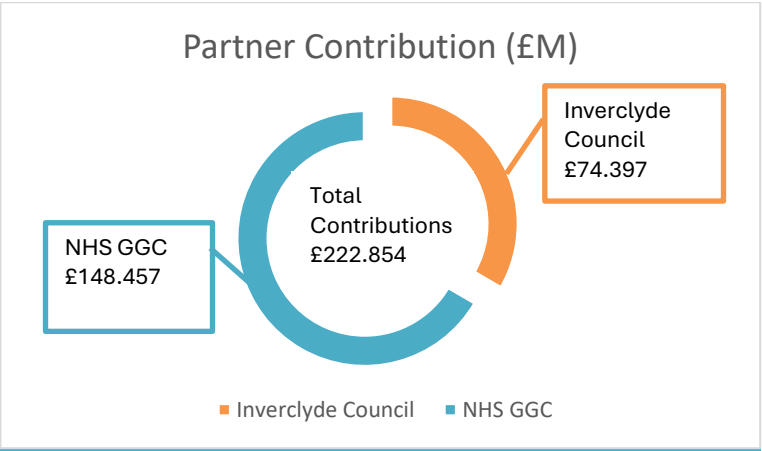 Partner Contribution (£M)
Inverclyde
Council
£74.397
Total
Contributions
£222.854
NHS GGC
£148.457
Inverclyde Council
NHS GGC